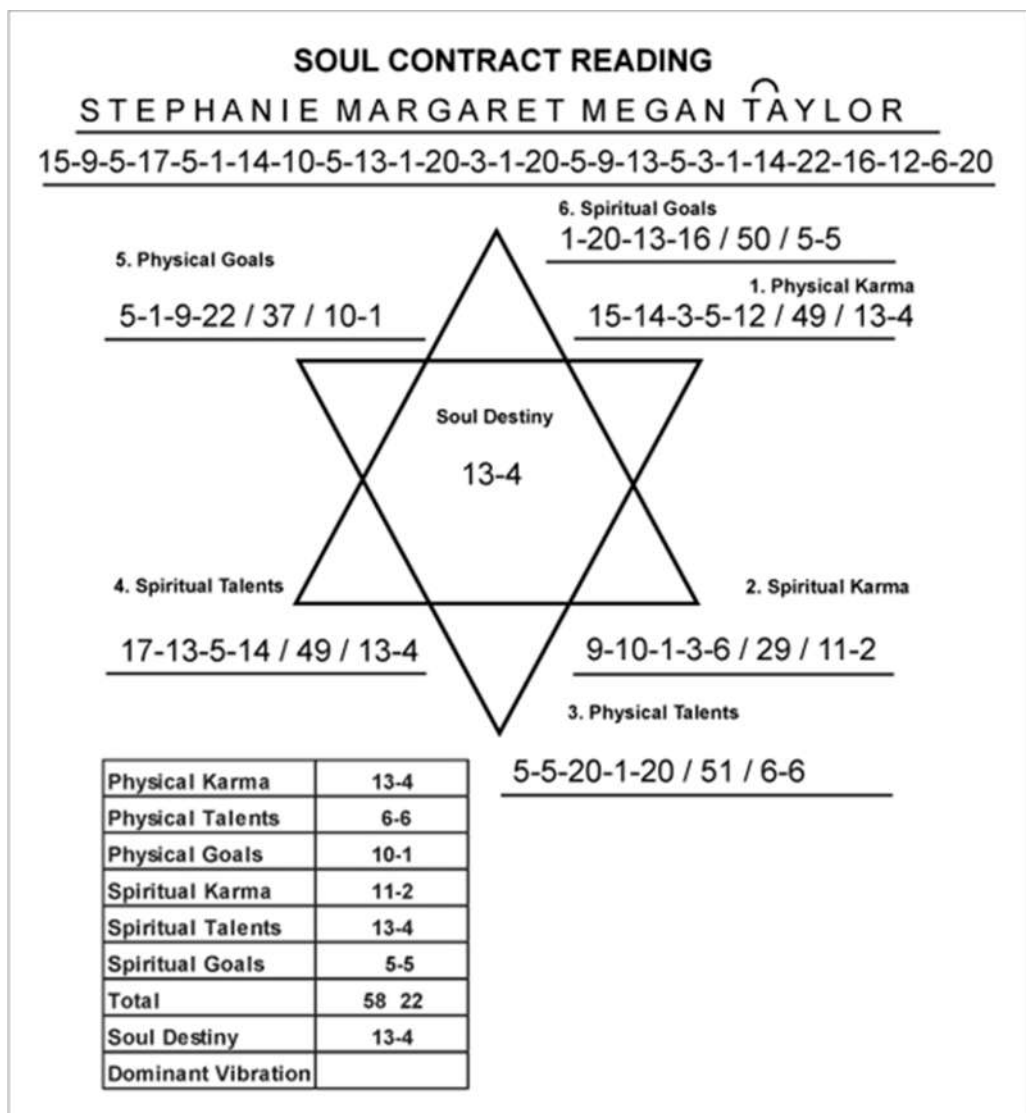 SOUL CONTRACT READING
STEPHANIE MARGARET MEGAN TAYLOR
15-9-5-17-5-1-14-10-5-13-1-20-3-1-20-5-9-13-5-3-1-14-22-16-12-6-20
6. Spiritual Goals
1-20-13-16 / 50 / 5-5
5. Physical Goals
5-1-9-22 / 37 / 10-1
1. Physical Karma
15-14-3-5-12 / 49 / 13-4
Soul Destiny
13-4
4. Spiritual Talents
17-13-5-14 / 49 / 13-4
2. Spiritual Karma
9-10-1-3-6 / 29 / 11-2
3. Physical Talents
5-5-20-1-20 / 51 / 6-6
Physical Karma 13-4
Physical Talents 6-6
Physical Goals 10-1
Spiritual Karma 11-2
Spiritual Talents 13-4
Spiritual Goals 5-5
Total 58 22
Soul Destiny 13-4
Dominant Vibration